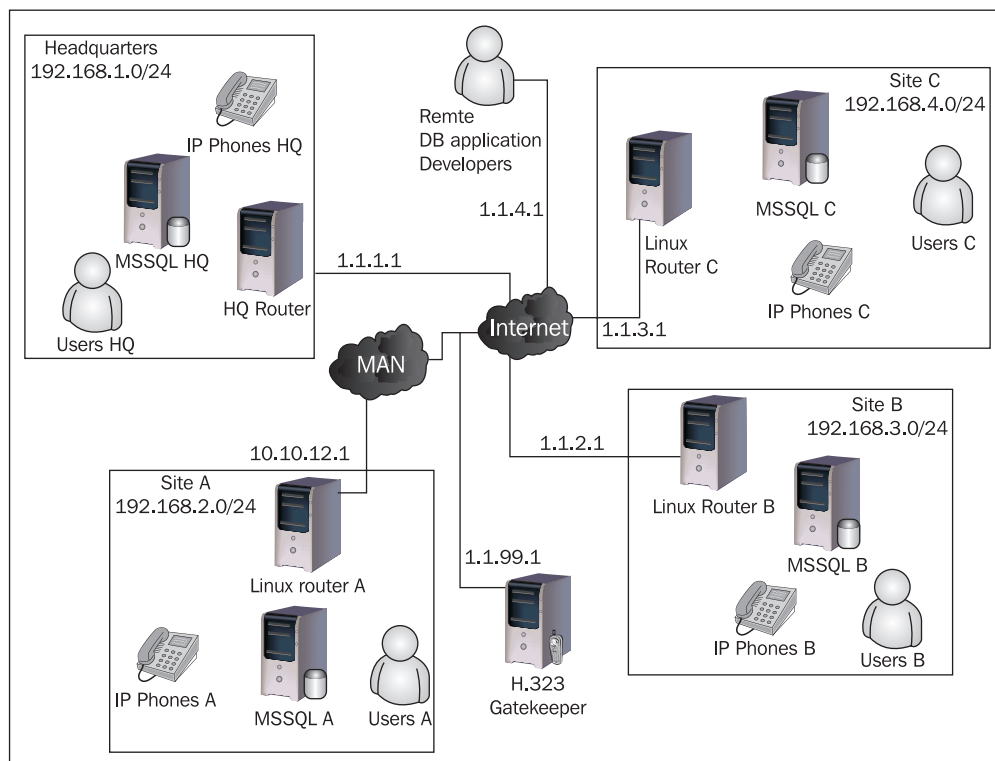 Headquarters
192.168.1.0/24
IP Phones HQ
MSSQL HQ
HQ Router
Users HQ
1.1.1.1
Remte
DB application
Developers
1.1.4.1
Site C
192.168.4.0/24
MSSQL C
Linux
Router C
Users C
IP Phones C
1.1.3.1
Internet
MAN
10.10.12.1
Site A
192.168.2.0/24
Linux router A
IP Phones A
MSSQL A
Users A
1.1.99.1
H.323
Gatekeeper
1.1.2.1
Site B
192.168.3.0/24
Linux Router B
MSSQL B
IP Phones B
Users B